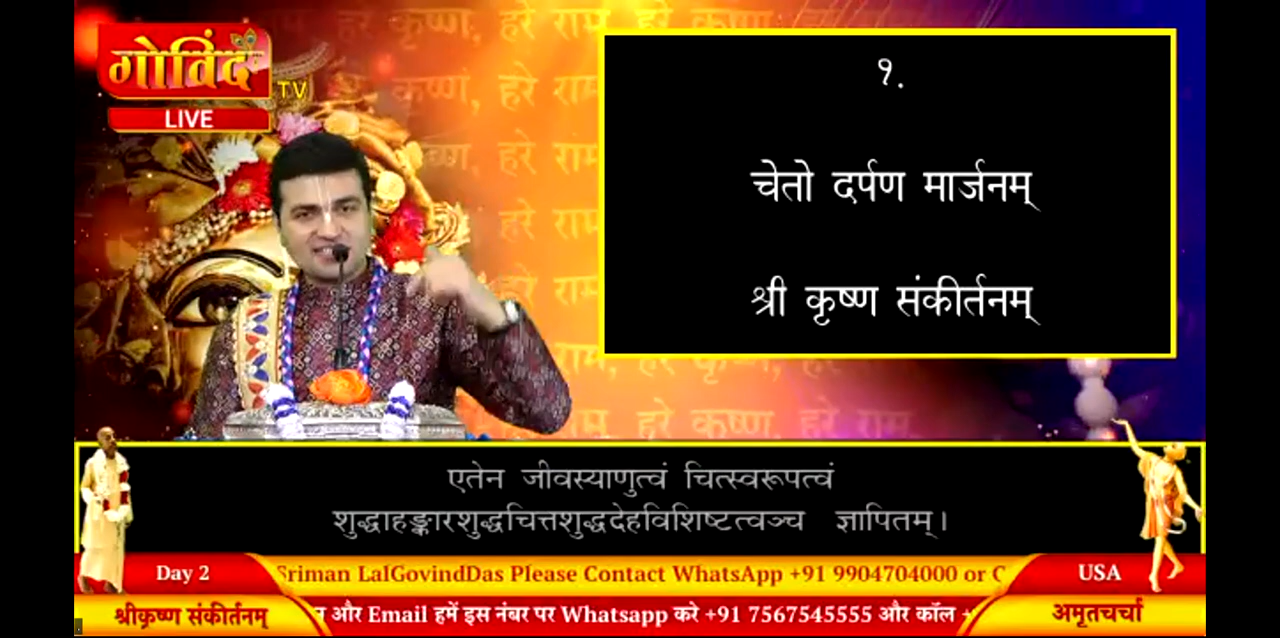 गोविंद
TV
LIVE
१.
चेतो दर्पण मार्जनम्
श्री कृष्ण संकीर्तनम्
एतेन जीवस्याणुत्वं चित्स्वरूपत्वं
शुद्धाहङ्कारशुद्धचित्तशुद्धदेहविशिष्टत्वञ्च ज्ञापितम्।
Day 2
Sriman LalGovindDas Please Contact WhatsApp +91 9904704000 or
USA
श्रीकृष्ण संकीर्तनम्
और Email हमें इस नंबर पर Whatsapp करे +91 7567545555 और कॉल
अमृतचर्चा